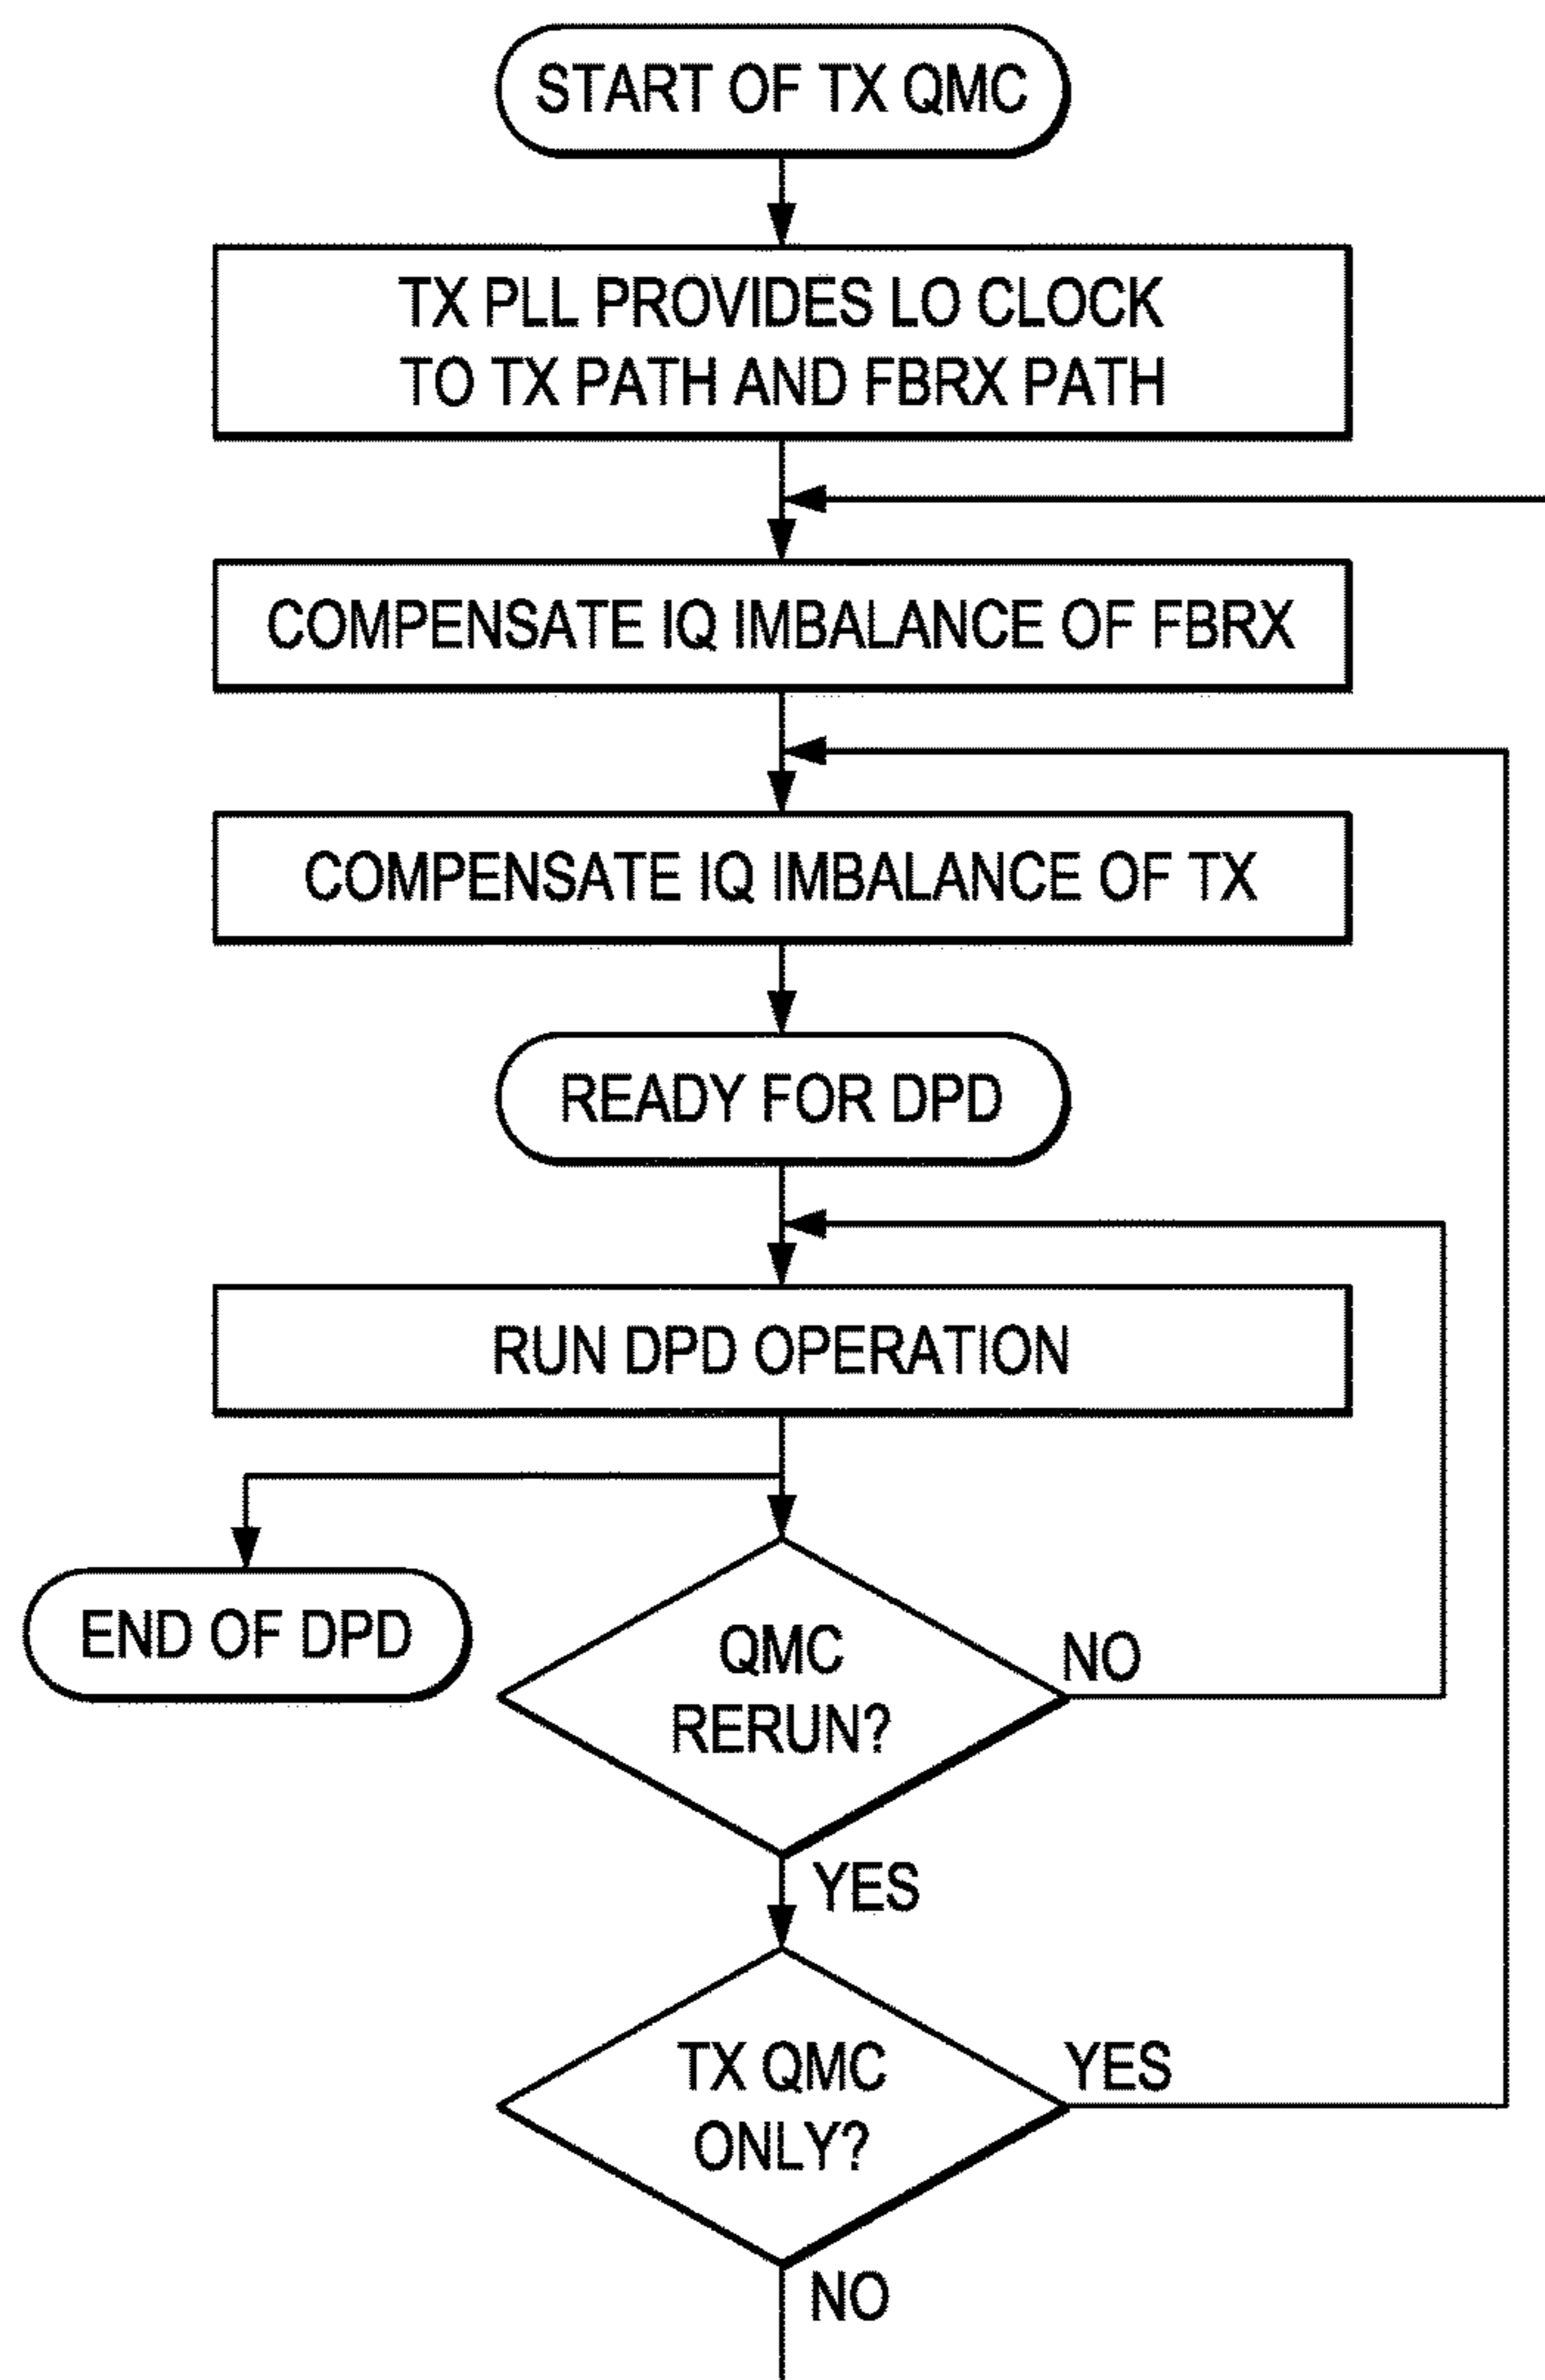 START OF TX QMC
TX PLL PROVIDES LO CLOCK
TO TX PATH AND FBRX PATH
COMPENSATE IQ IMBALANCE OF FBRX
COMPENSATE IQ IMBALANCE OF TX
READY FOR DPD
RUN DPD OPERATION
END OF DPD
QMC
RERUN?
NO
YES
TX QMC
ONLY?
YES
NO